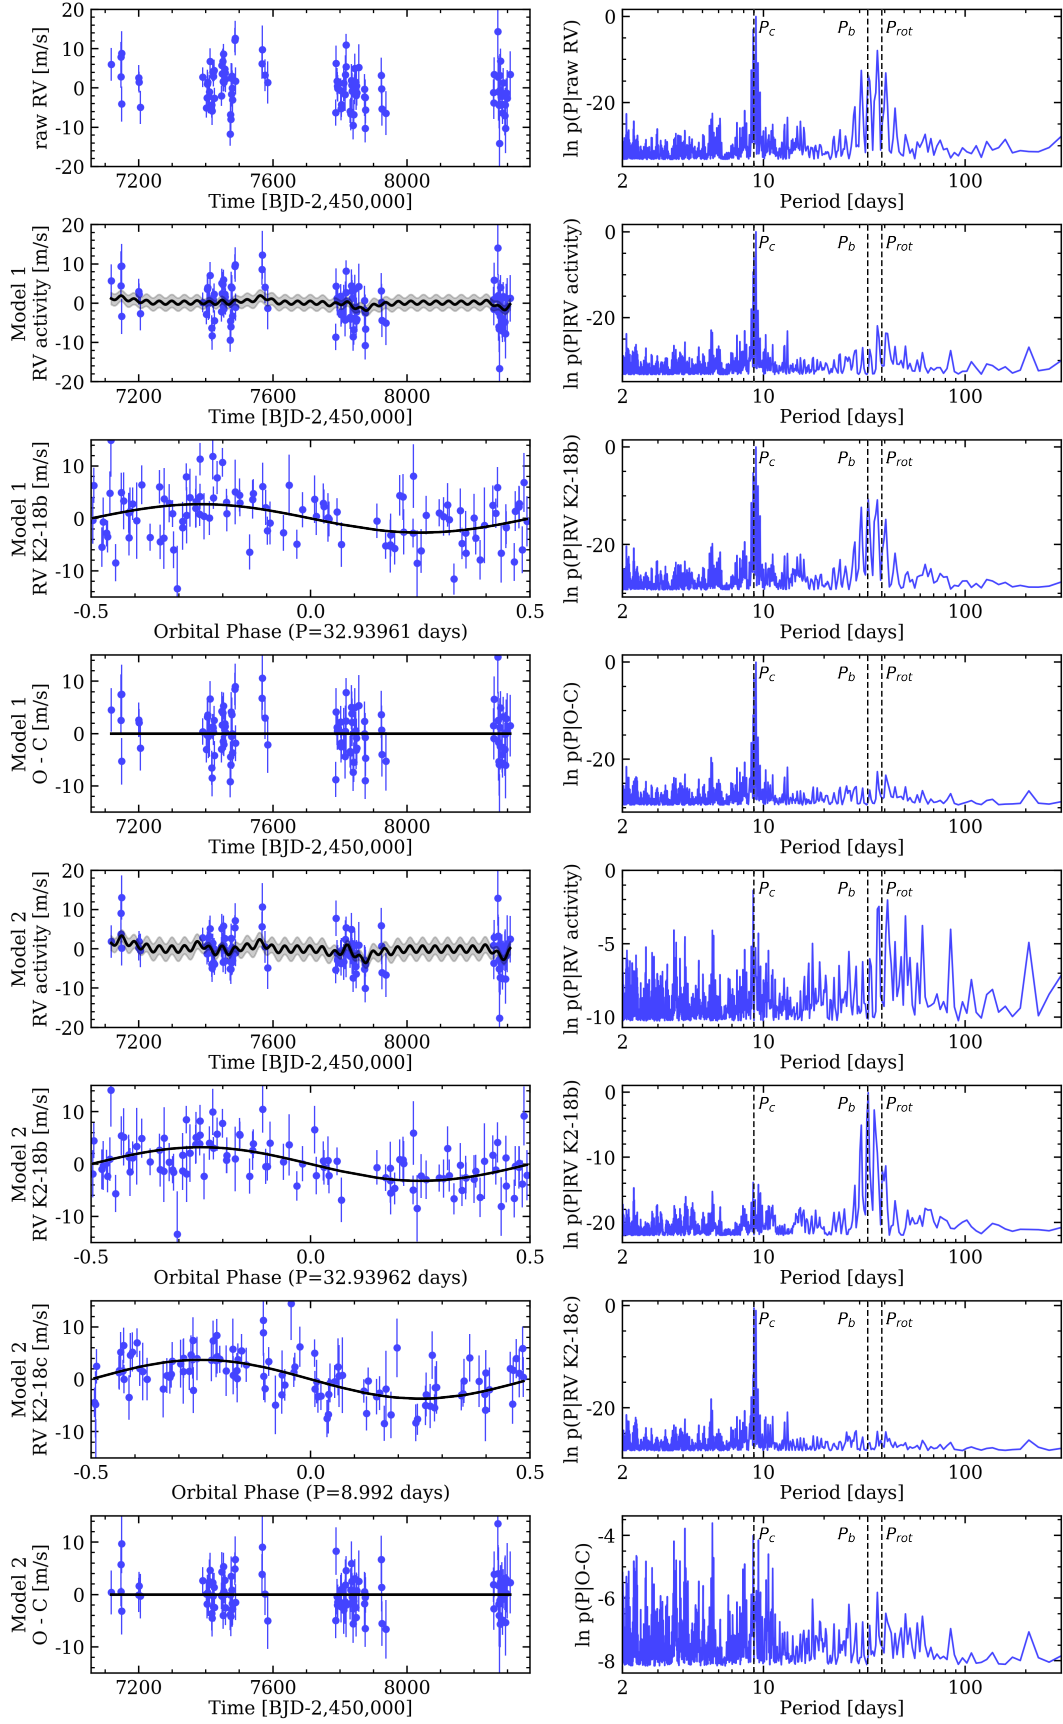 20
10
0
-10
-20
raw RV [m/s]
7200
7600
8000
Time [BJD-2,450,000]
0
-20
ln p(P|raw RV)
P_c
P_b
P_rot
2
10
100
Period [days]
20
10
0
-10
-20
Model 1
RV activity [m/s]
7200
7600
8000
Time [BJD-2,450,000]
0
-20
ln p(P|RV activity)
P_c
P_b
P_rot
2
10
100
Period [days]
10
0
-10
Model 1
RV K2-18b [m/s]
-0.5
0.0
0.5
Orbital Phase (P=32.93961 days)
0
-20
ln p(P|RV K2-18b)
P_c
P_b
P_rot
2
10
100
Period [days]
10
0
-10
Model 1
O - C [m/s]
7200
7600
8000
Time [BJD-2,450,000]
0
-20
ln p(P|O-C)
P_c
P_b
P_rot
2
10
100
Period [days]
20
10
0
-10
-20
Model 2
RV activity [m/s]
7200
7600
8000
Time [BJD-2,450,000]
0
-5
-10
ln p(P|RV activity)
P_c
P_b
P_rot
2
10
100
Period [days]
10
0
-10
Model 2
RV K2-18b [m/s]
-0.5
0.0
0.5
Orbital Phase (P=32.93962 days)
0
-10
-20
ln p(P|RV K2-18b)
P_c
P_b
P_rot
2
10
100
Period [days]
10
0
-10
Model 2
RV K2-18c [m/s]
-0.5
0.0
0.5
Orbital Phase (P=8.992 days)
0
-20
ln p(P|RV K2-18c)
P_c
P_b
P_rot
2
10
100
Period [days]
10
0
-10
Model 2
O - C [m/s]
7200
7600
8000
Time [BJD-2,450,000]
-4
-6
-8
ln p(P|O-C)
P_c
P_b
P_rot
2
10
100
Period [days]